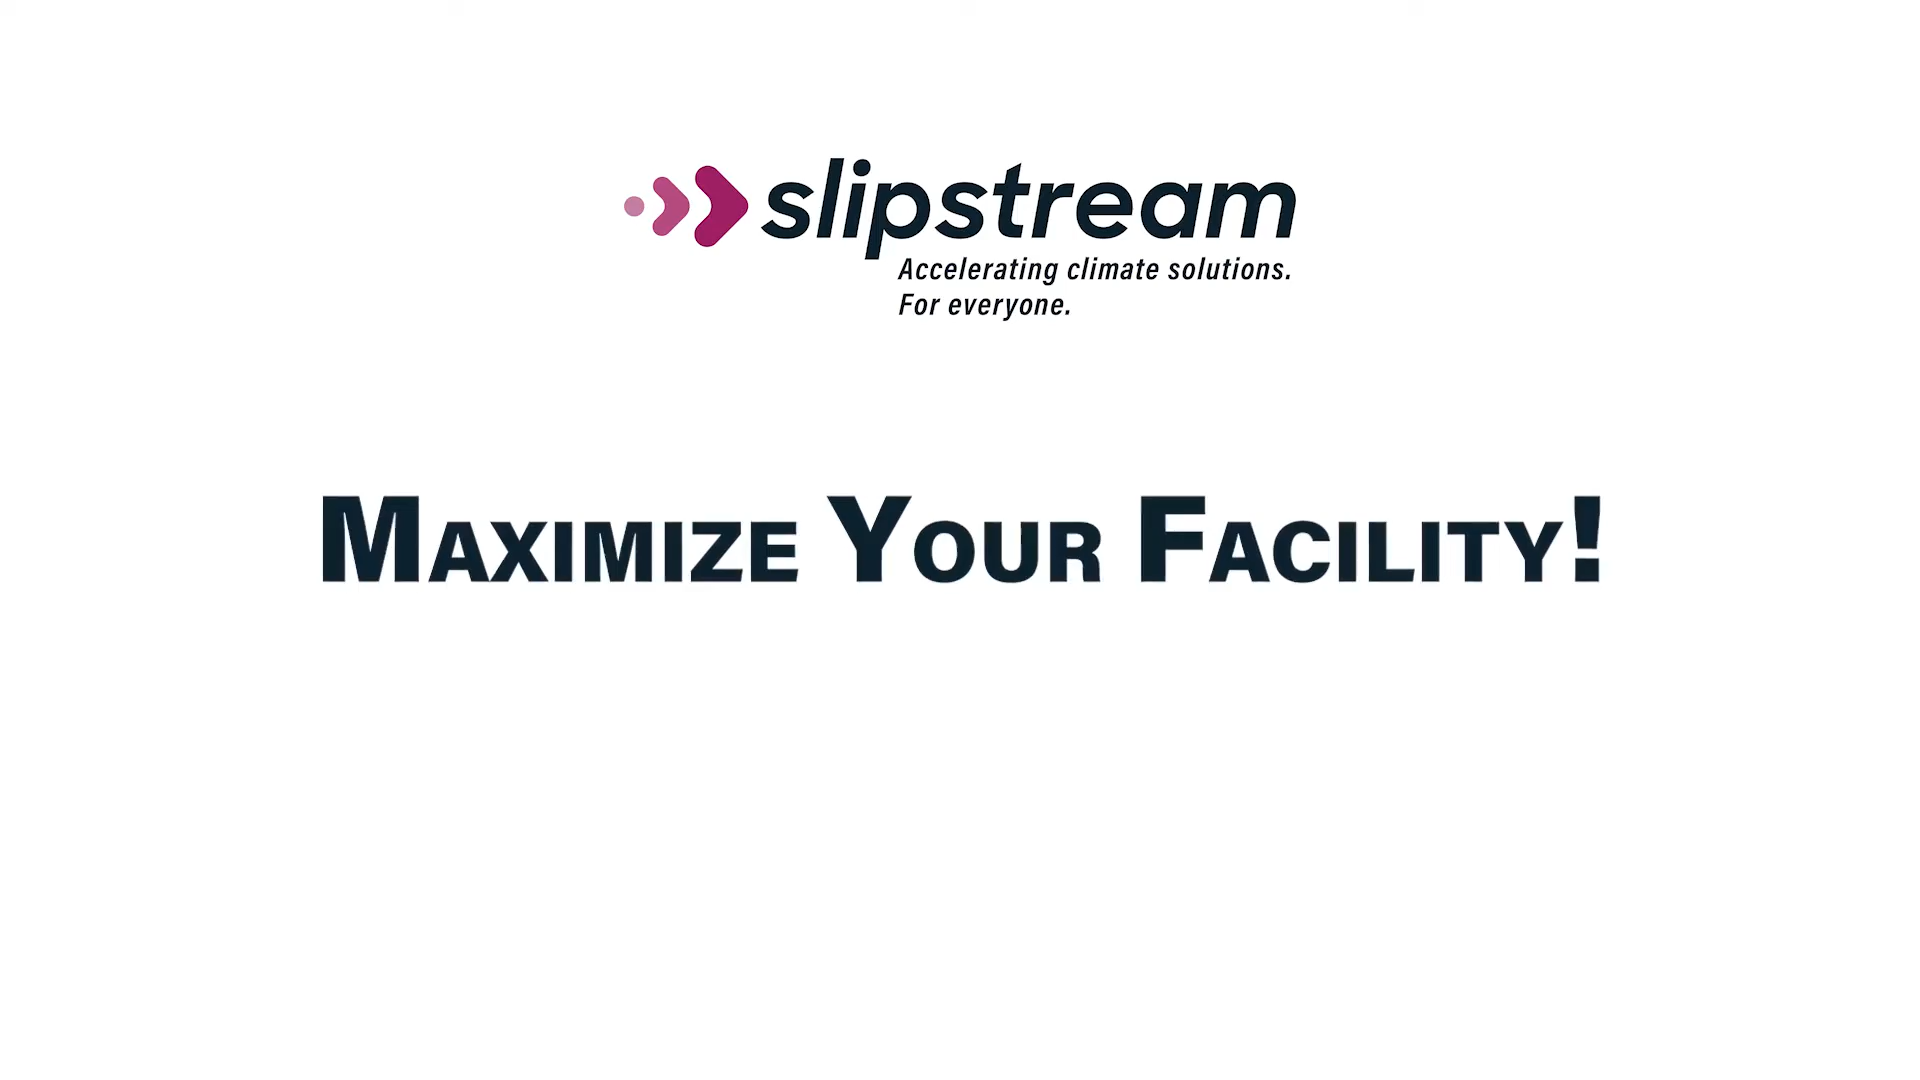 slipstream
Accelerating climate solutions.
For everyone.
Maximize Your Facility!